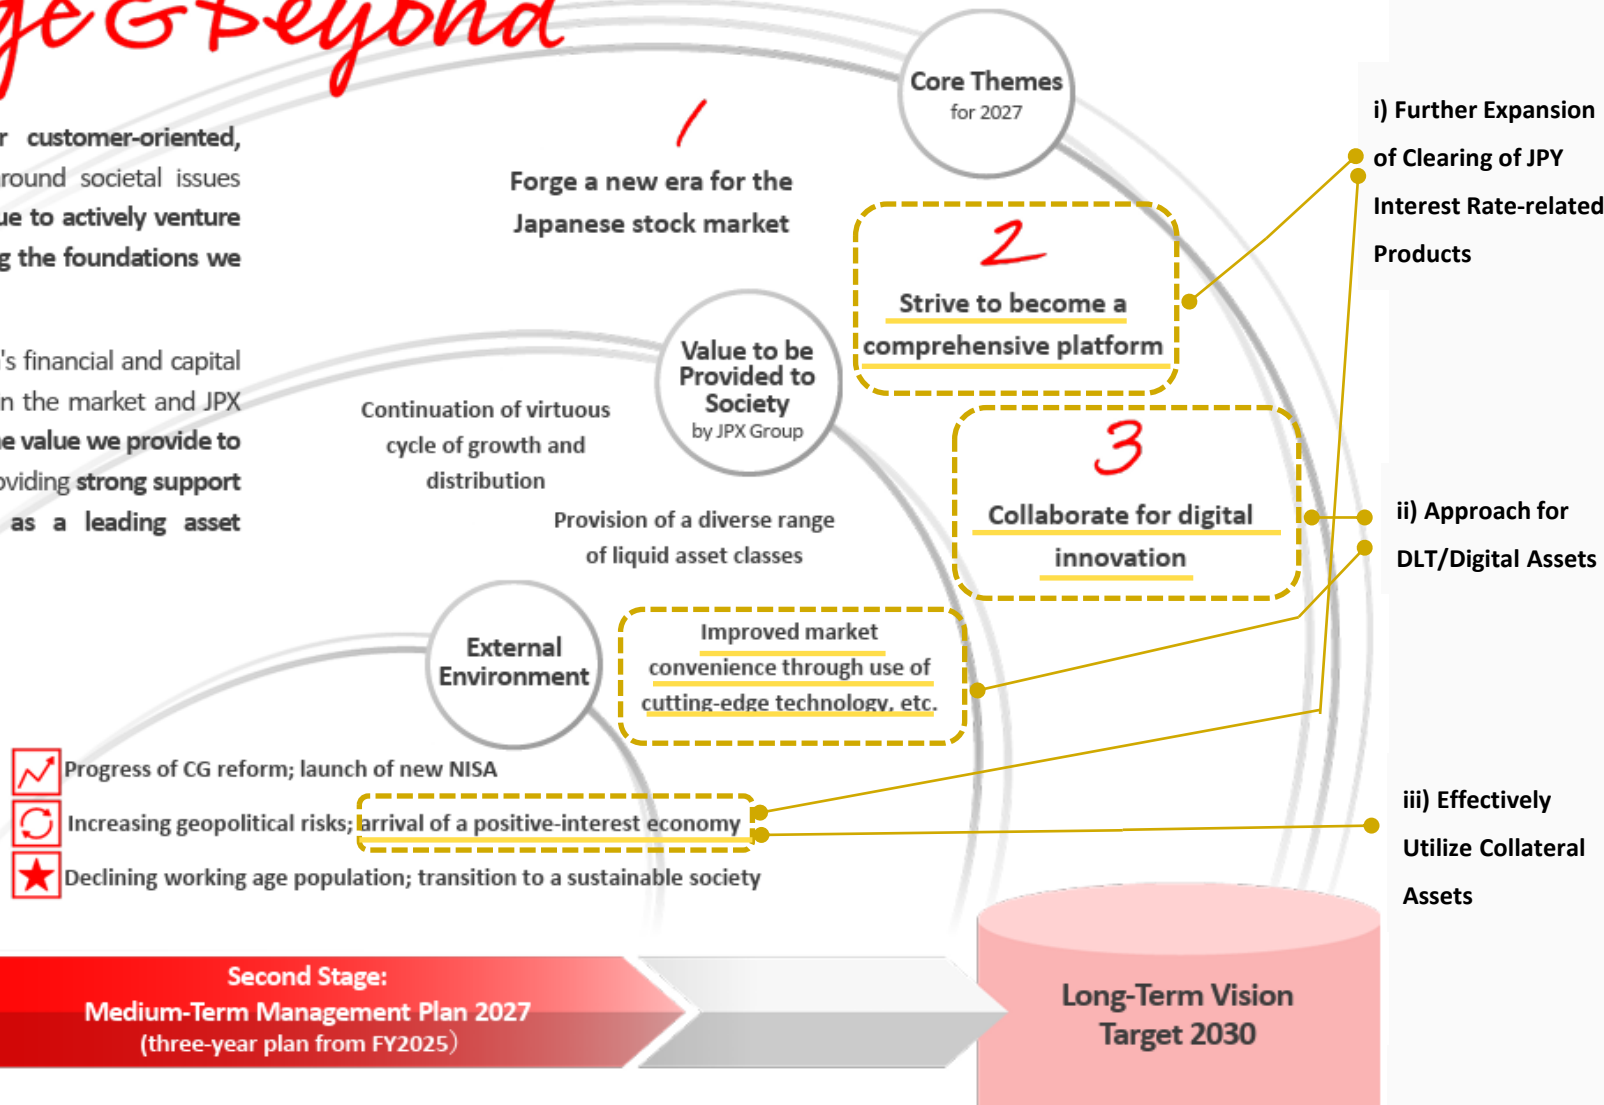 & Beyond
customer-oriented,
around societal issues
to actively venture
the foundations we
financial and capital
in the market and JPX
value we provide to
strong support
as a leading asset
Core Themes
for 2027
1
Forge a new era for the
Japanese stock market
2
Strive to become a
comprehensive platform
3
Collaborate for digital
innovation
Value to be
Provided to
Society
by JPX Group
Continuation of virtuous
cycle of growth and
distribution
Provision of a diverse range
of liquid asset classes
Improved market
convenience through use of
cutting-edge technology, etc.
External
Environment
Progress of CG reform; launch of new NISA
Increasing geopolitical risks; arrival of a positive-interest economy
Declining working age population; transition to a sustainable society
i) Further Expansion
of Clearing of JPY
Interest Rate-related
Products
ii) Approach for
DLT/Digital Assets
iii) Effectively
Utilize Collateral
Assets
Second Stage:
Medium-Term Management Plan 2027
(three-year plan from FY2025)
Long-Term Vision
Target 2030